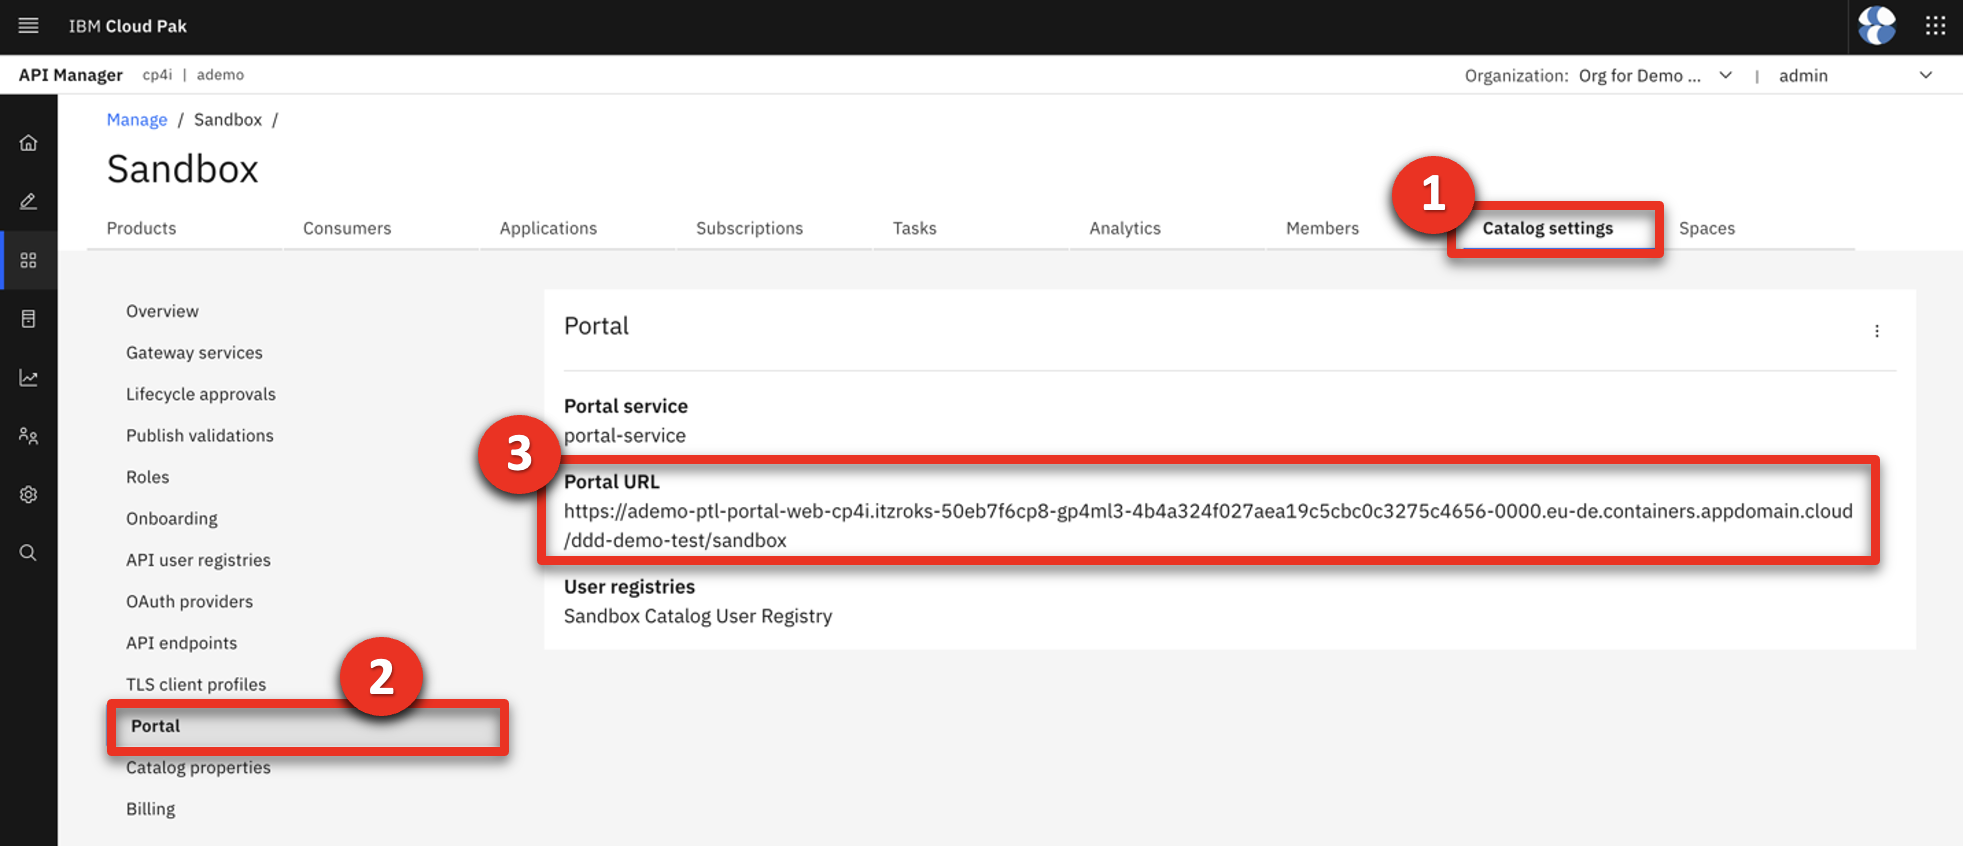 IBM Cloud Pak
API Manager cp4i | ademo
Organization: Org for Demo ... | admin
Manage / Sandbox /
Sandbox
1
Products Consumers Applications Subscriptions Tasks Analytics Members Catalog settings Spaces
Overview
Gateway services
Lifecycle approvals
Publish validations
Roles
Onboarding
API user registries
OAuth providers
API endpoints
TLS client profiles
2
Portal
Catalog properties
Billing
Portal
Portal service
portal-service
3
Portal URL
https://ademo-ptl-portal-web-cp4i.itzroks-50eb7f6cp8-gp4ml3-4b4a324f027aea19c5cbc0c3275c4656-0000.eu-de.containers.appdomain.cloud
/ddd-demo-test/sandbox
User registries
Sandbox Catalog User Registry